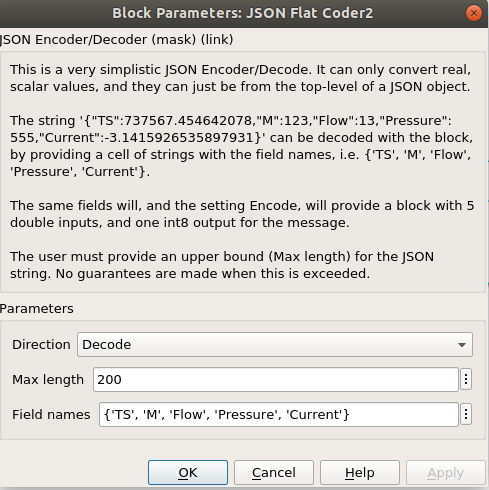 Block Parameters: JSON Flat Coder2
JSON Encoder/Decoder (mask) (link)
This is a very simplistic JSON Encoder/Decode. It can only convert real,
scalar values, and they can just be from the top-level of a JSON object.
The string '{"TS":737567.454642078,"M":123,"Flow":13,"Pressure":
555,"Current":-3.1415926535897931}' can be decoded with the block,
by providing a cell of strings with the field names, i.e. {'TS', 'M', 'Flow',
'Pressure', 'Current'}.
The same fields will, and the setting Encode, will provide a block with 5
double inputs, and one int8 output for the message.
The user must provide an upper bound (Max length) for the JSON
string. No guarantees are made when this is exceeded.
Parameters
Direction Decode
Max length 200
Field names {'TS', 'M', 'Flow', 'Pressure', 'Current'}
OK Cancel Help Apply